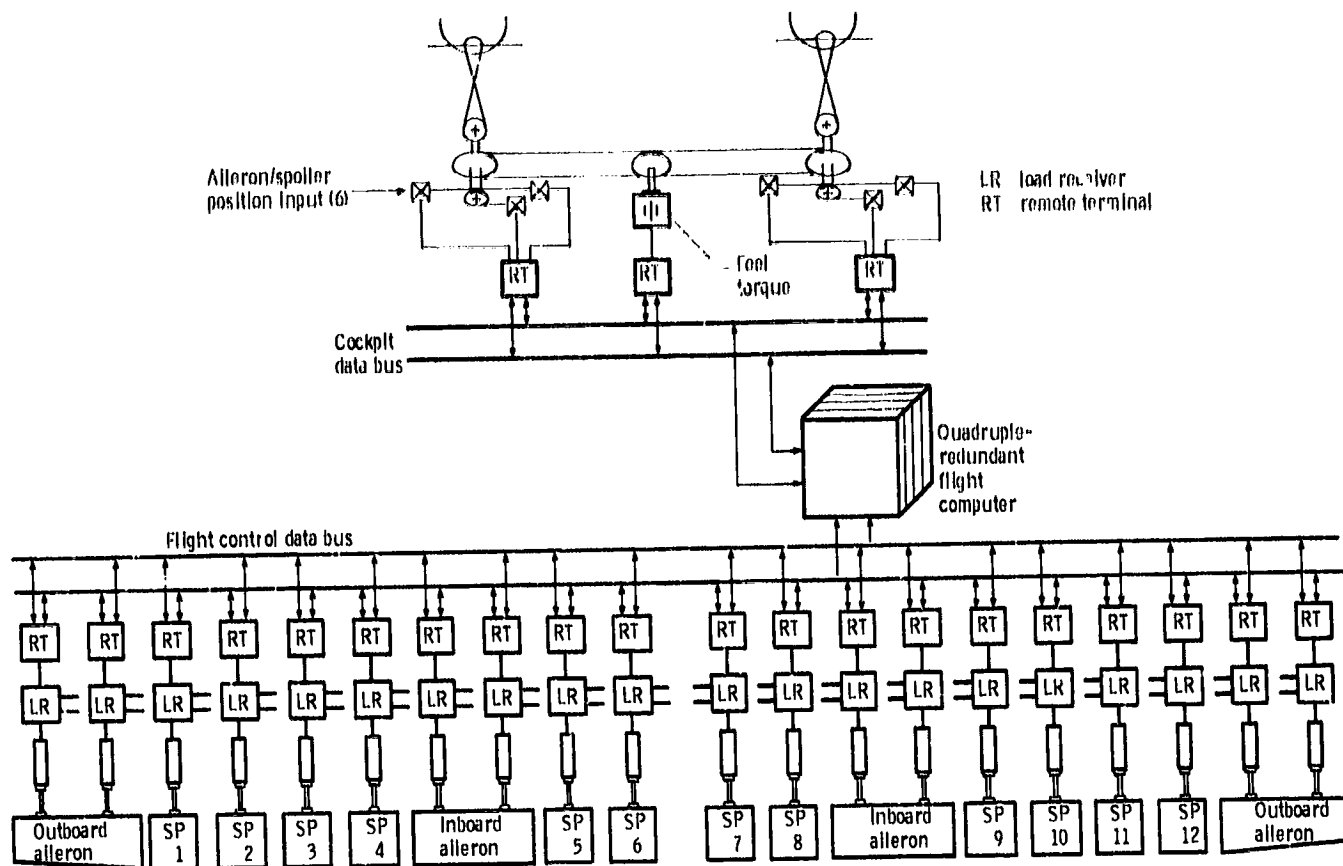 Aileron/spoiler
position input (6)
LR load receiver
RT remote terminal
RT
RT
RT
Feel
torque
Cockpit
data bus
Quadruple-
redundant
flight
computer
Flight control data bus
RT RT RT RT RT RT RT RT RT RT RT RT RT RT RT RT RT RT RT RT
LR LR LR LR LR LR LR LR LR LR LR LR LR LR LR LR LR LR LR LR
Outboard
aileron
SP
1
SP
2
SP
3
SP
4
Inboard
aileron
SP
5
SP
6
SP
7
SP
8
Inboard
aileron
SP
9
SP
10
SP
11
SP
12
Outboard
aileron